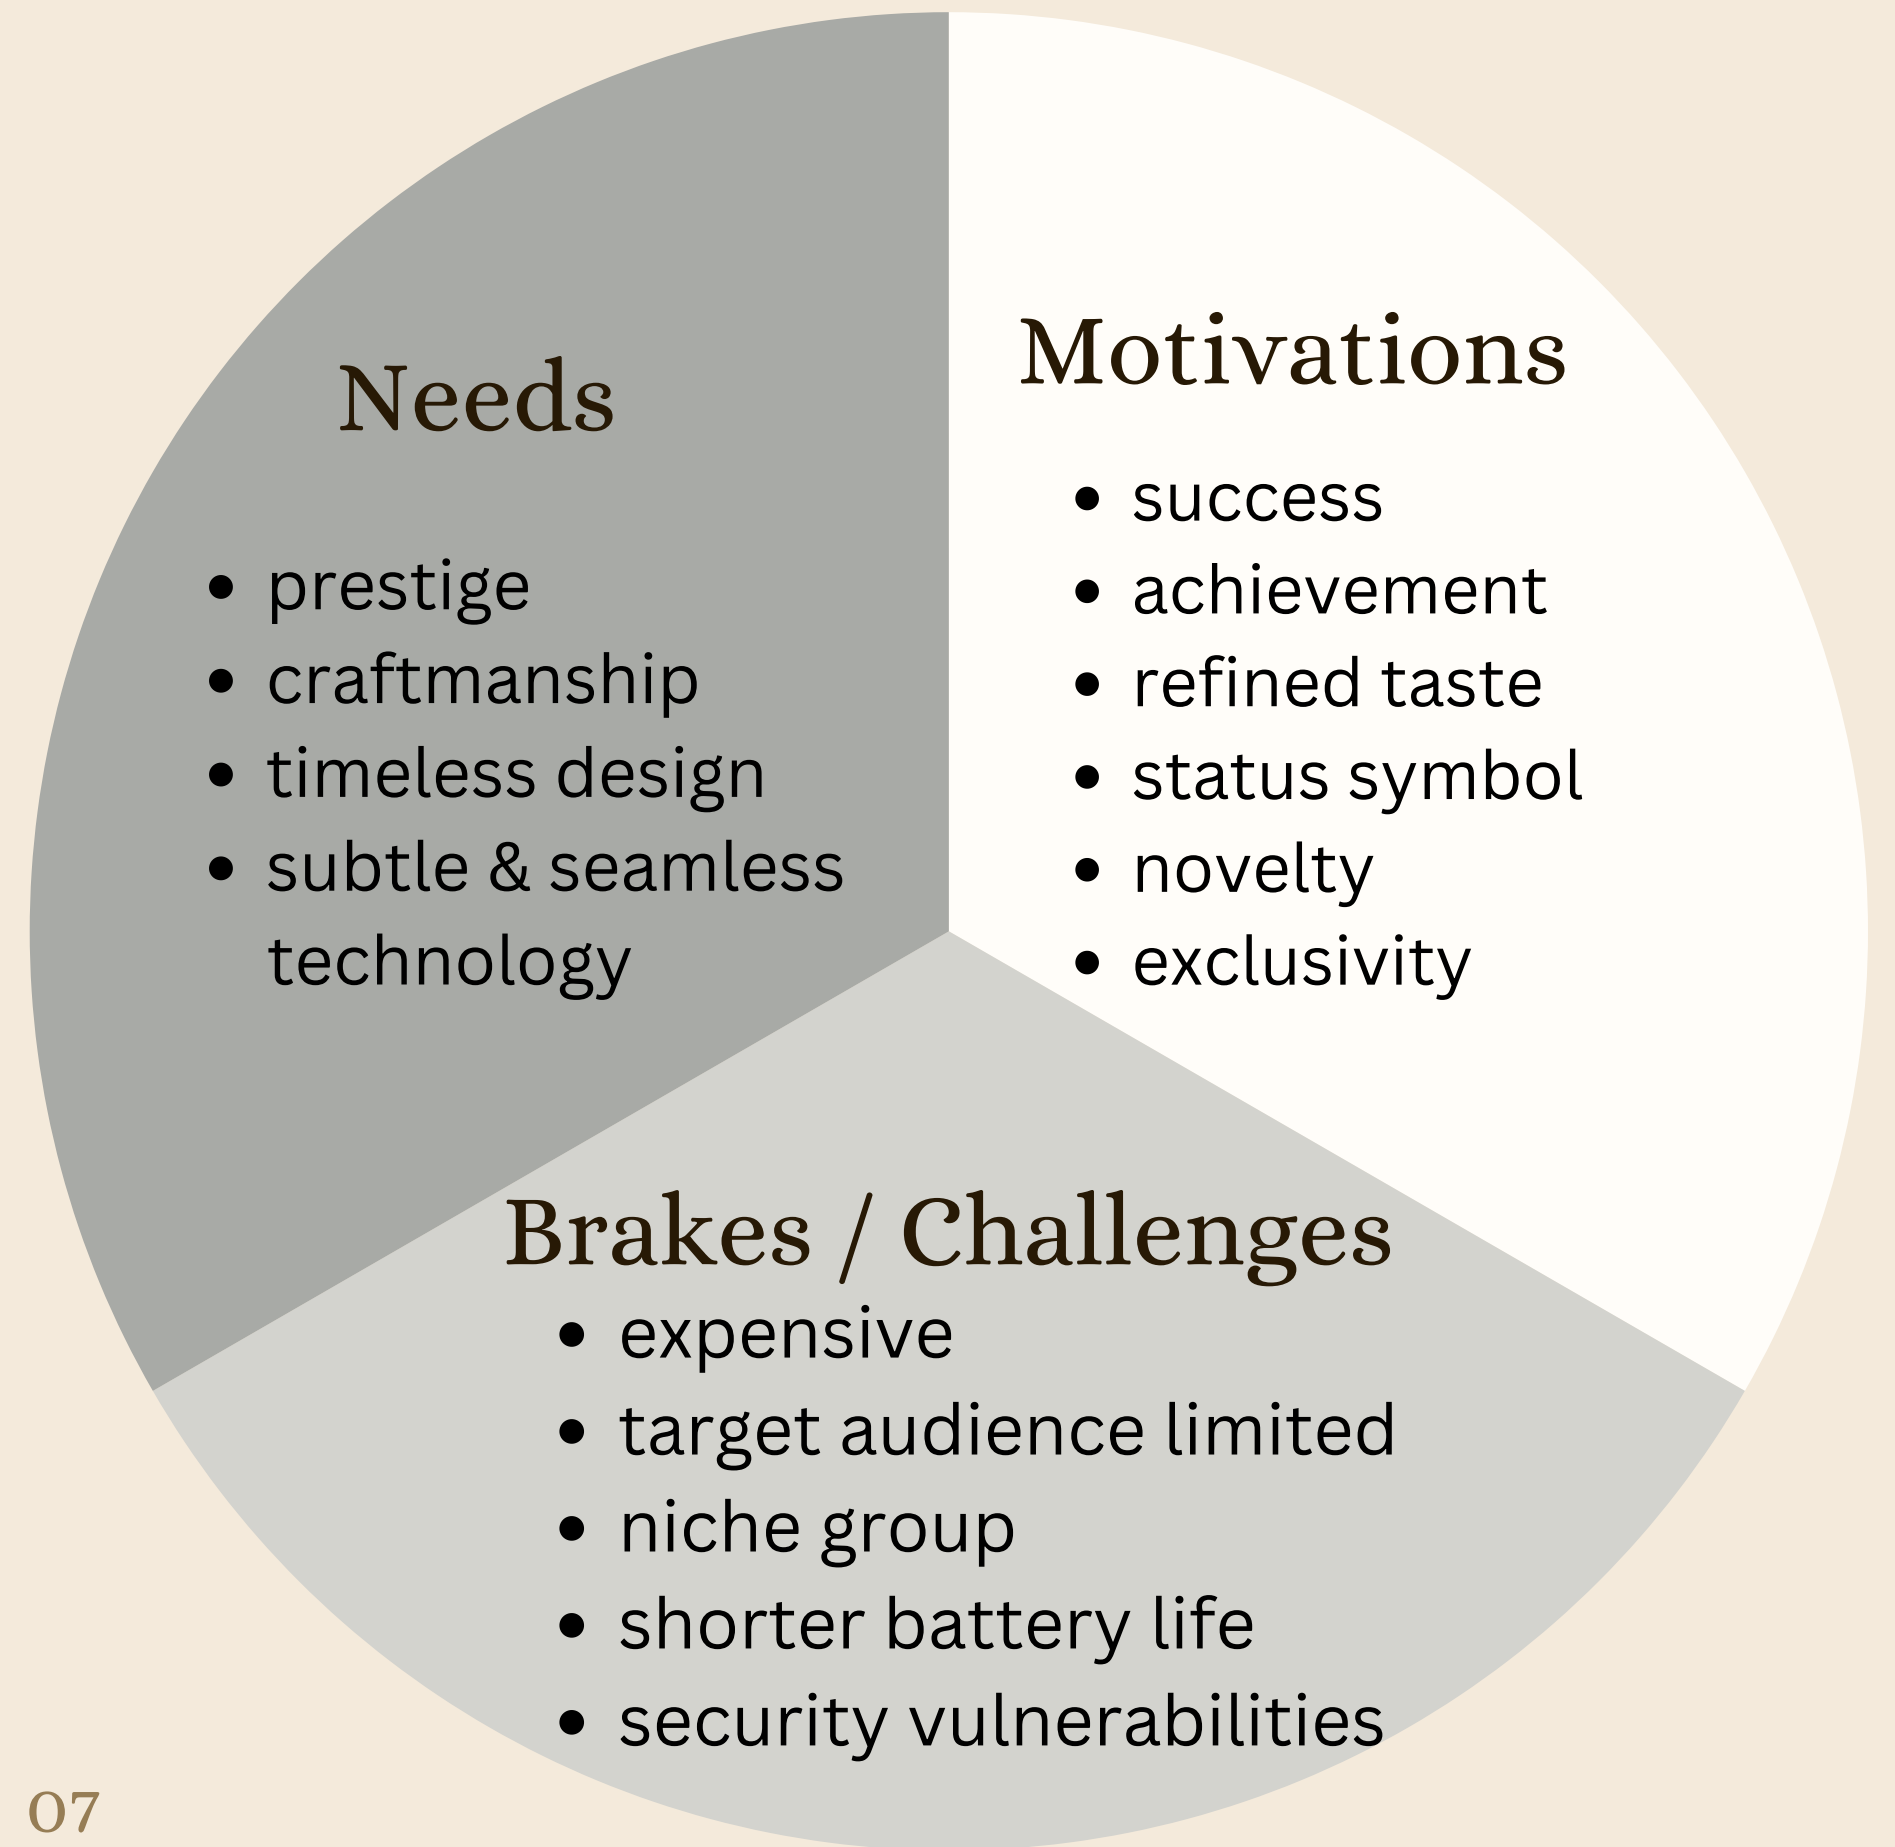 Needs
• prestige
• craftmanship
• timeless design
• subtle & seamless
technology
Motivations
• success
• achievement
• refined taste
• status symbol
• novelty
• exclusivity
Brakes / Challenges
• expensive
• target audience limited
• niche group
• shorter battery life
• security vulnerabilities
07